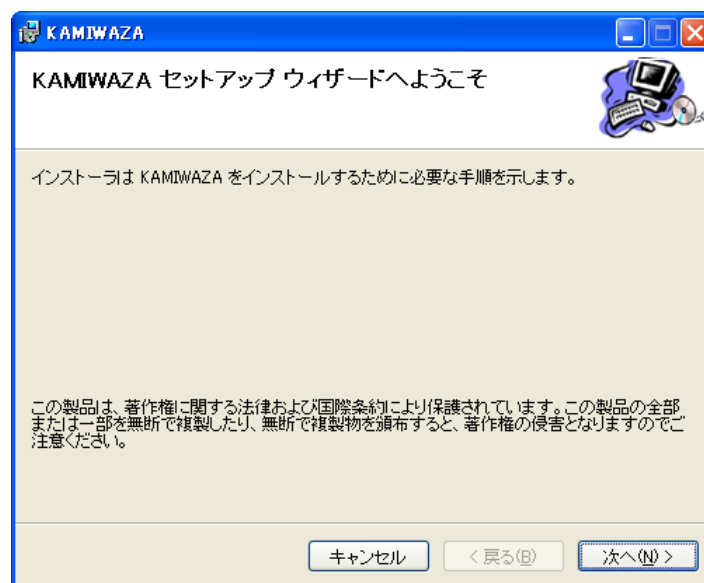 KAMIWAZA
KAMIWAZA セットアップ ウィザードへようこそ
インストーラは KAMIWAZA をインストールするために必要な手順を示します。
この製品は、著作権に関する法律および国際条約により保護されています。この製品の全部
または一部を無断で複製したり、無断で複製物を頒布すると、著作権の侵害となりますのでご
注意ください。
キャンセル
< 戻る(B)
次へ(N) >